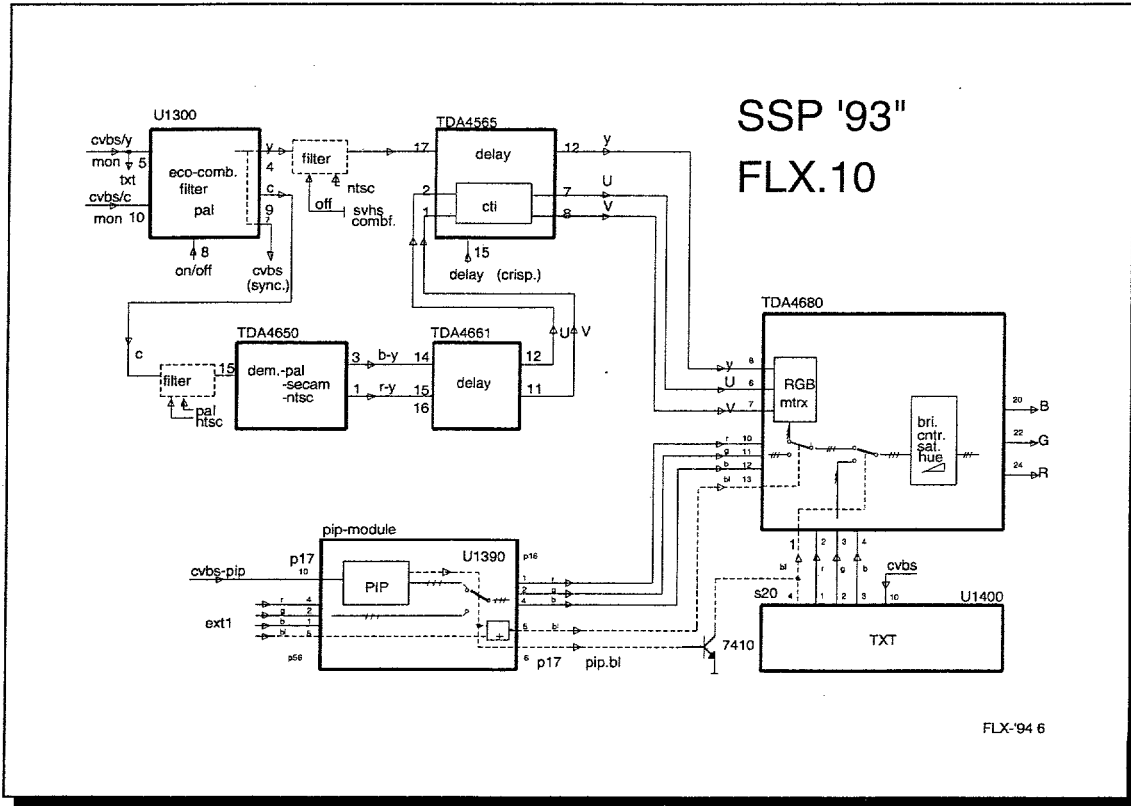 SSP '93"
FLX.10
U1300
cvbs/y
mon
5
txt
cvbs/c
mon
10
eco-comb.
filter
pal
y
4
c
9
8
on/off
cvbs
(sync.)
filter
ntsc
off
svhs
combf.
TDA4565
17
delay
12
y
2
1
cti
7
U
8
V
15
delay (crisp.)
c
filter
pal
ntsc
15
TDA4650
dem.-pal
-secam
-ntsc
3
b-y
1
r-y
TDA4661
14
15
16
delay
12
11
U
V
TDA4680
y
8
U
6
V
7
RGB
mtrx
r
10
g
11
b
12
bl
13
bri.
cntr.
sat.
hue
20
B
22
G
24
R
1
2
3
4
bl
r
g
b
cvbs
s20
4
1
2
3
10
U1400
TXT
pip-module
cvbs-pip
p17
10
PIP
U1390
p16
1
r
2
g
4
b
5
bl
6
p17
pip.bl
7410
ext1
r
4
g
2
b
1
bl
5
p56
+
FLX-'94 6